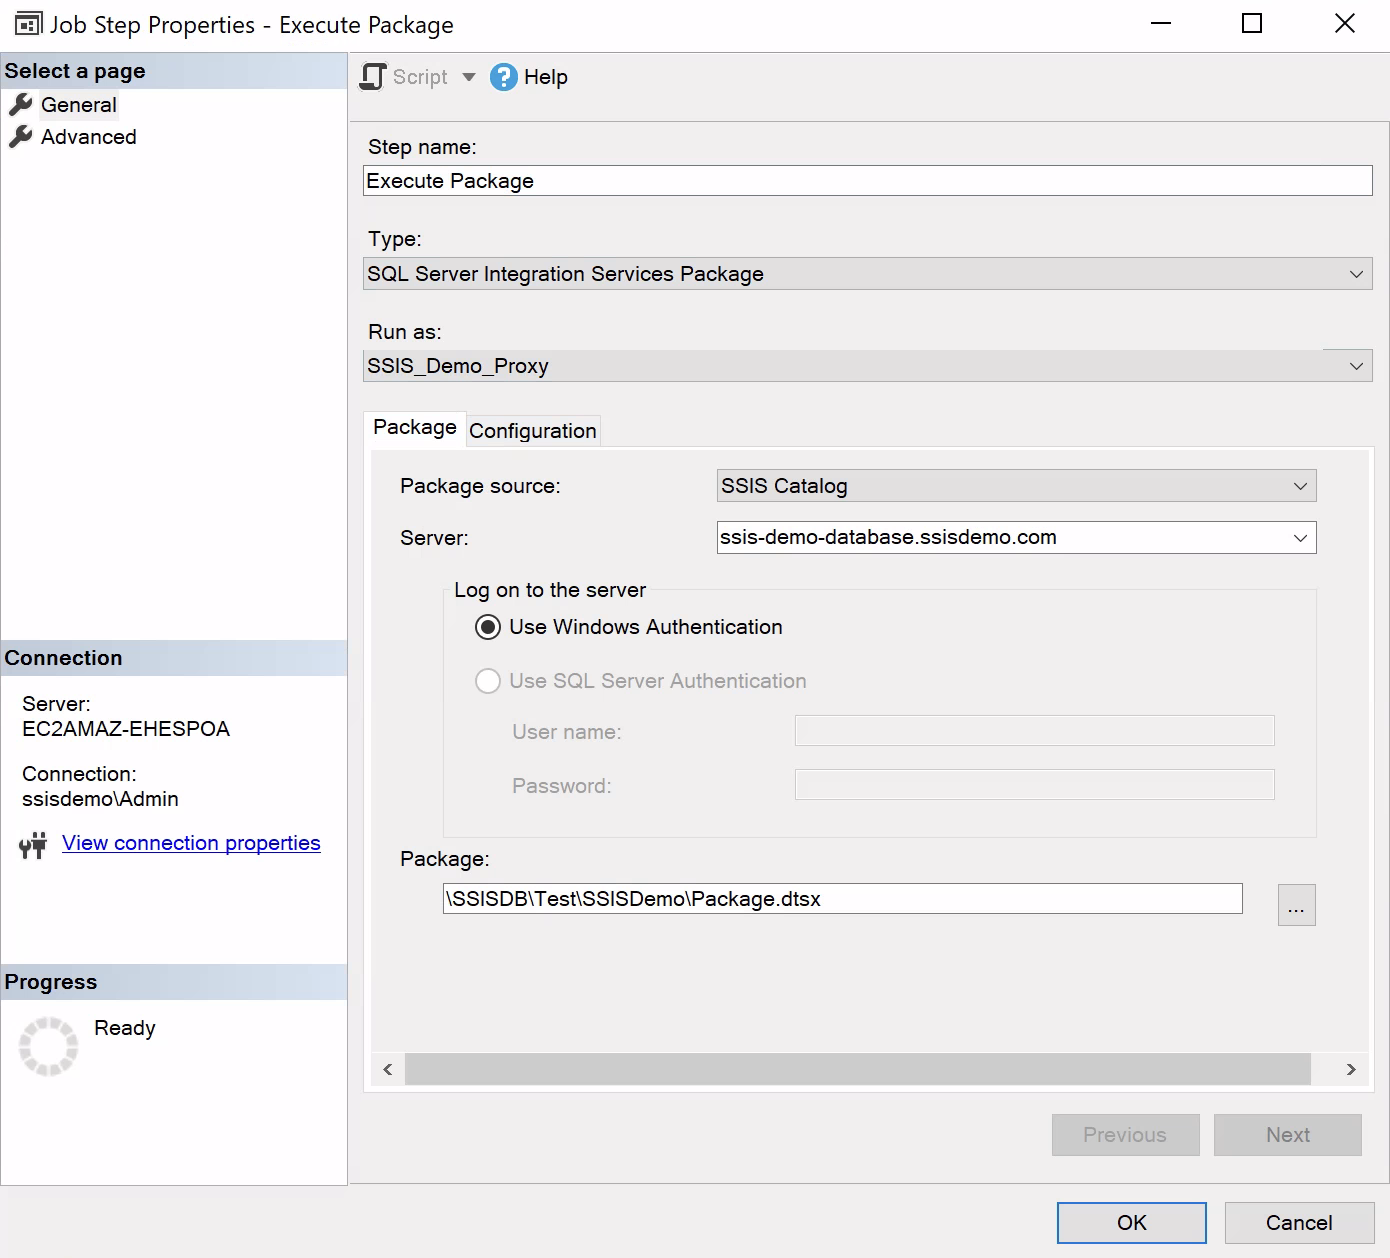 Job Step Properties - Execute Package
Select a page
General
Advanced
Script
Help
Step name:
Execute Package
Type:
SQL Server Integration Services Package
Run as:
SSIS_Demo_Proxy
Package
Configuration
Package source:
SSIS Catalog
Server:
ssis-demo-database.ssisdemo.com
Log on to the server
Use Windows Authentication
Use SQL Server Authentication
User name:
Password:
Package:
\SSISDB\Test\SSISDemo\Package.dtsx
...
Connection
Server:
EC2AMAZ-EHESPOA
Connection:
ssisdemo\Admin
View connection properties
Progress
Ready
Previous
Next
OK
Cancel